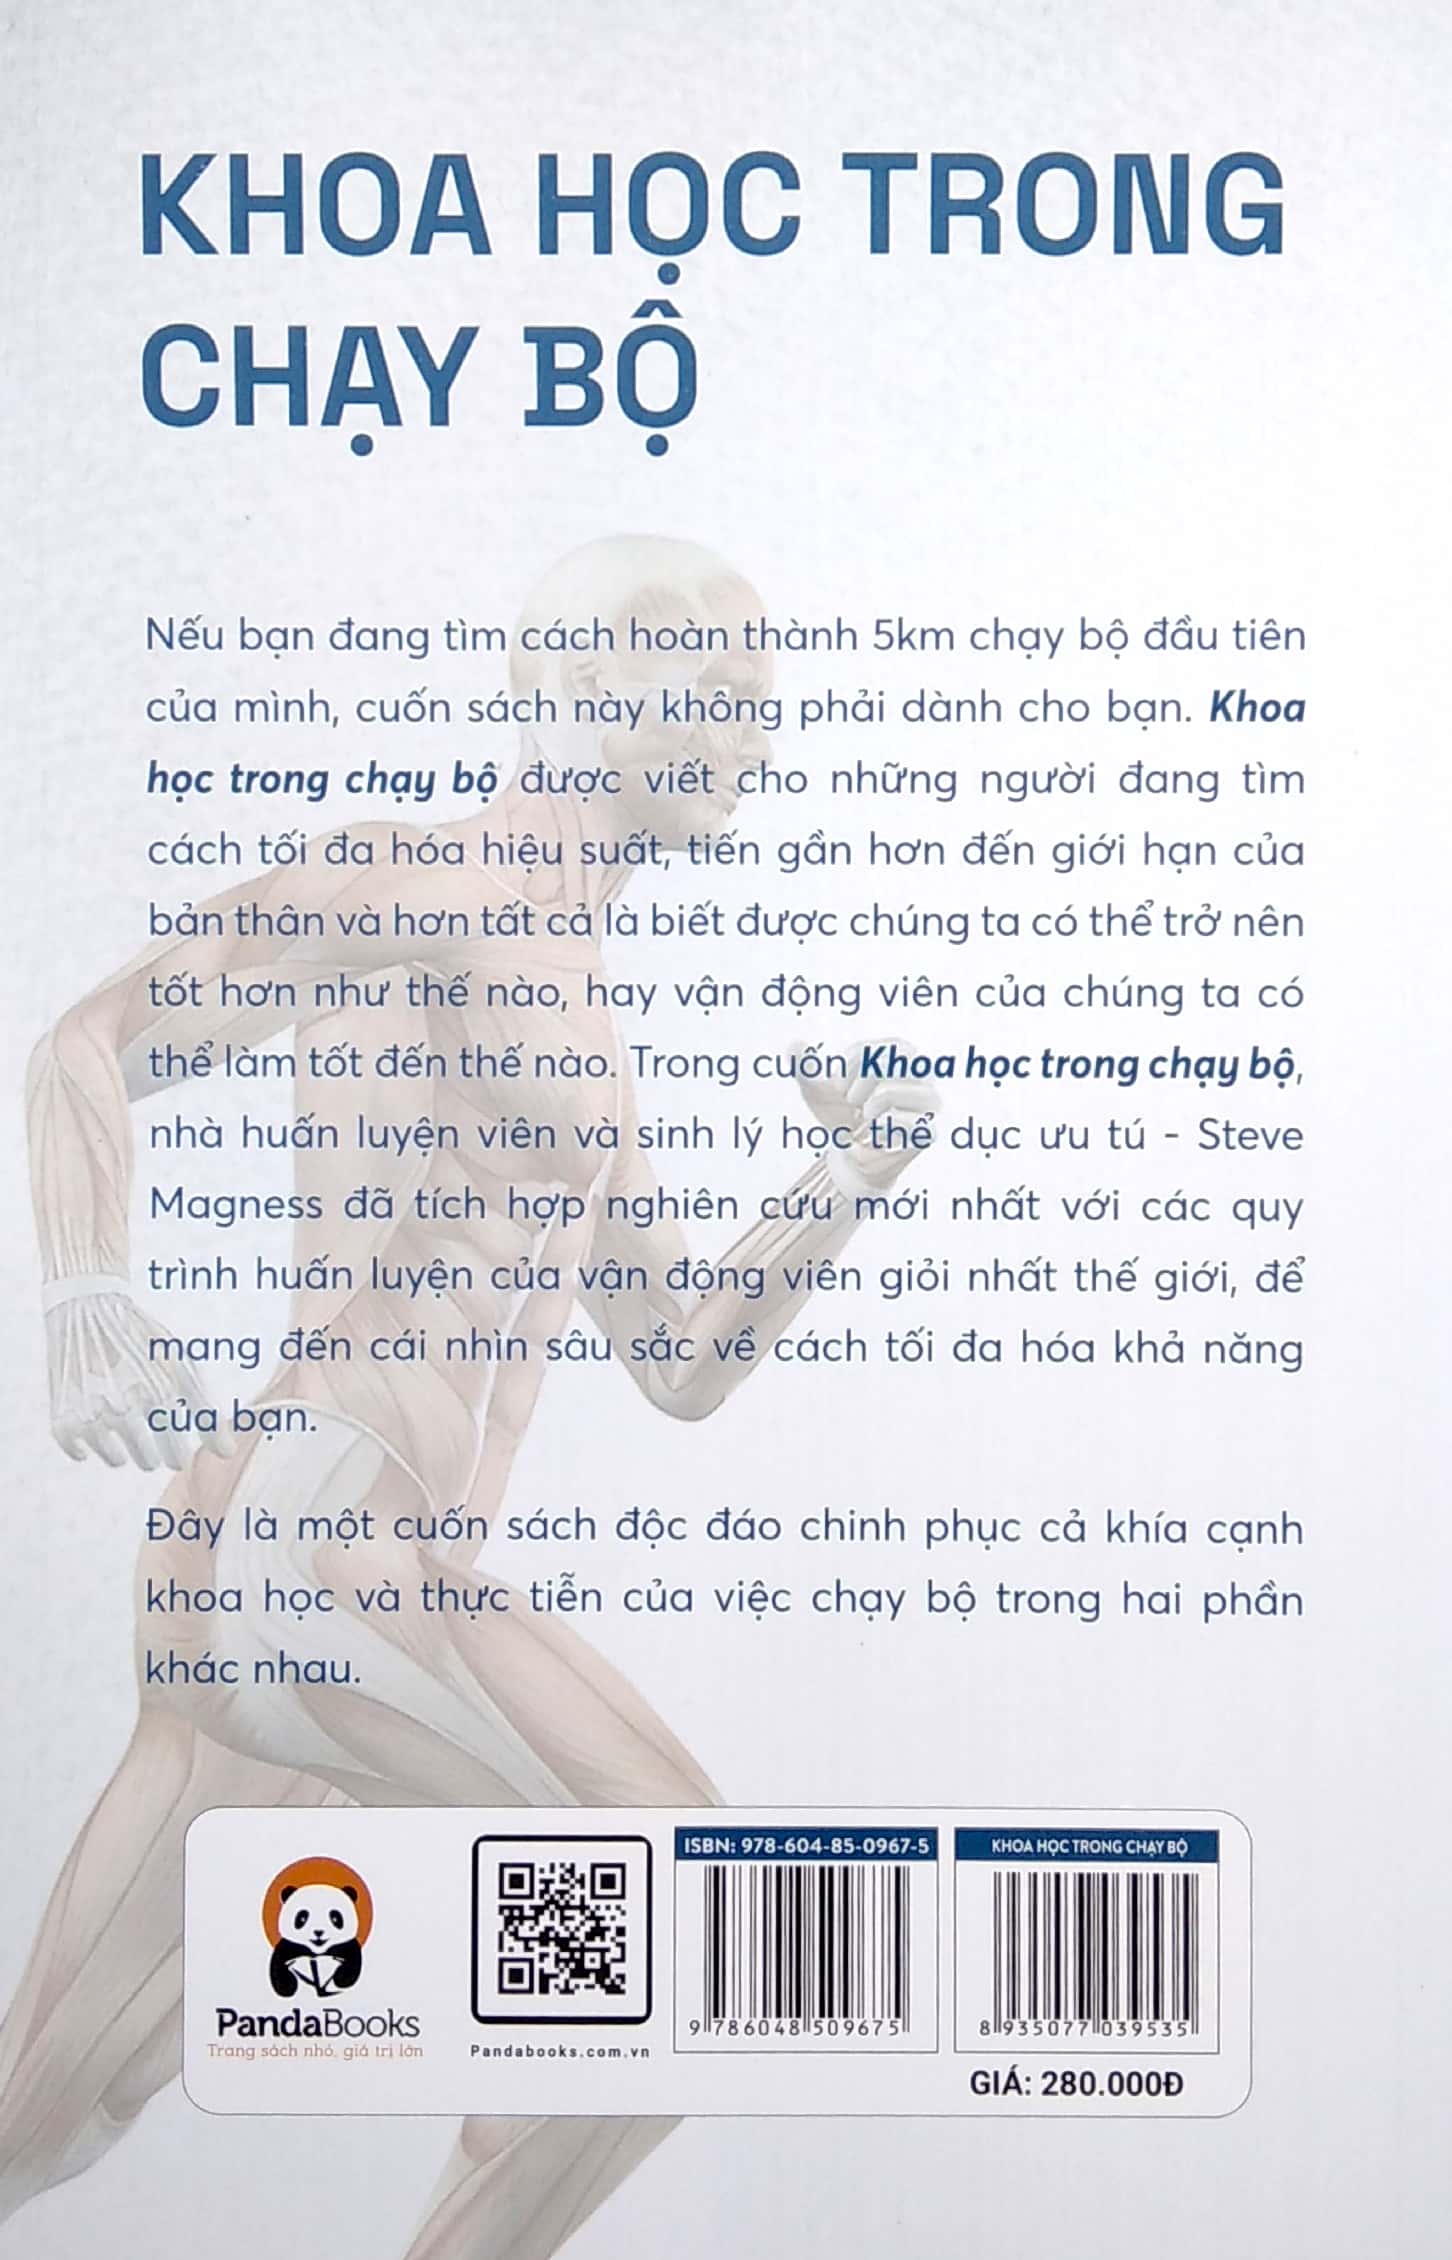 KHOA HỌC TRONG
CHẠY BỘ
Nếu bạn đang tìm cách hoàn thành 5km chạy bộ đầu tiên
của mình, cuốn sách này không phải dành cho bạn. Khoa
học trong chạy bộ được viết cho những người đang tìm
cách tối đa hóa hiệu suất, tiến gần hơn đến giới hạn của
bản thân và hơn tất cả là biết được chúng ta có thể trở nên
tốt hơn như thế nào, hay vận động viên của chúng ta có
thể làm tốt đến thế nào. Trong cuốn Khoa học trong chạy bộ,
nhà huấn luyện viên và sinh lý học thể dục ưu tú - Steve
Magness đã tích hợp nghiên cứu mới nhất với các quy
trình huấn luyện của vận động viên giỏi nhất thế giới, để
mang đến cái nhìn sâu sắc về cách tối đa hóa khả năng
của bạn.
Đây là một cuốn sách độc đáo chinh phục cả khía cạnh
khoa học và thực tiễn của việc chạy bộ trong hai phần
khác nhau.
PandaBooks
Trang sách nhỏ, giá trị lớn
Pandabooks.com.vn
ISBN: 978-604-85-0967-5
9 786048 509675
KHOA HỌC TRONG CHẠY BỘ
8 935077 039535
GIÁ: 280.000Đ